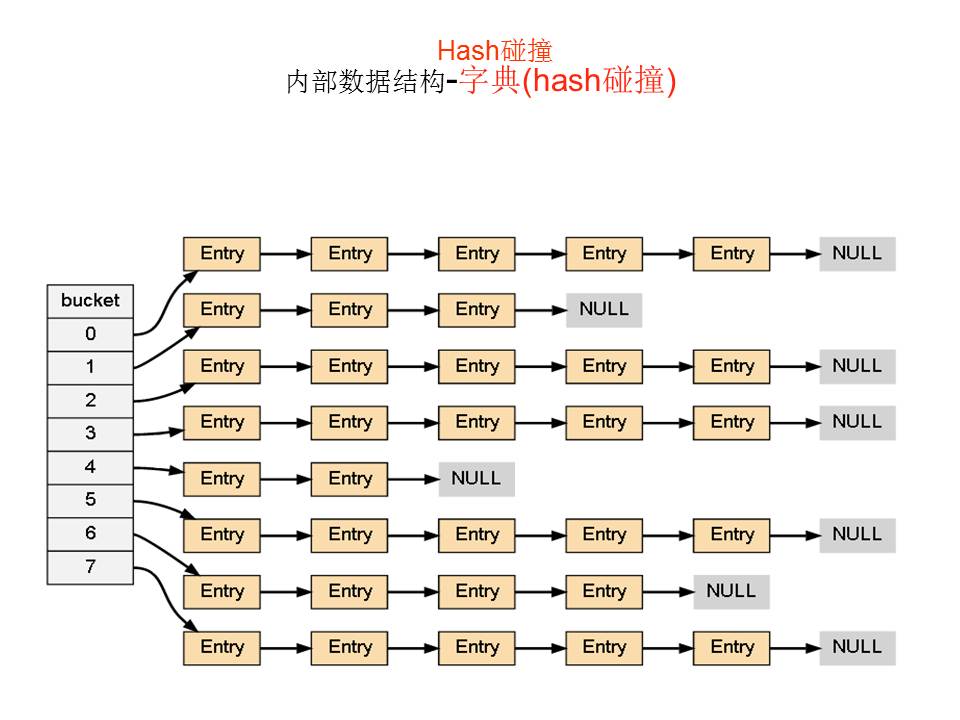 Hash碰撞
内部数据结构-字典(hash碰撞)
Entry Entry Entry Entry Entry NULL
bucket
Entry Entry Entry NULL
0
1
Entry Entry Entry Entry Entry NULL
2
Entry Entry Entry Entry Entry NULL
3
4
Entry Entry NULL
5
Entry Entry Entry Entry Entry NULL
6
7
Entry Entry Entry Entry NULL
Entry Entry Entry Entry Entry NULL